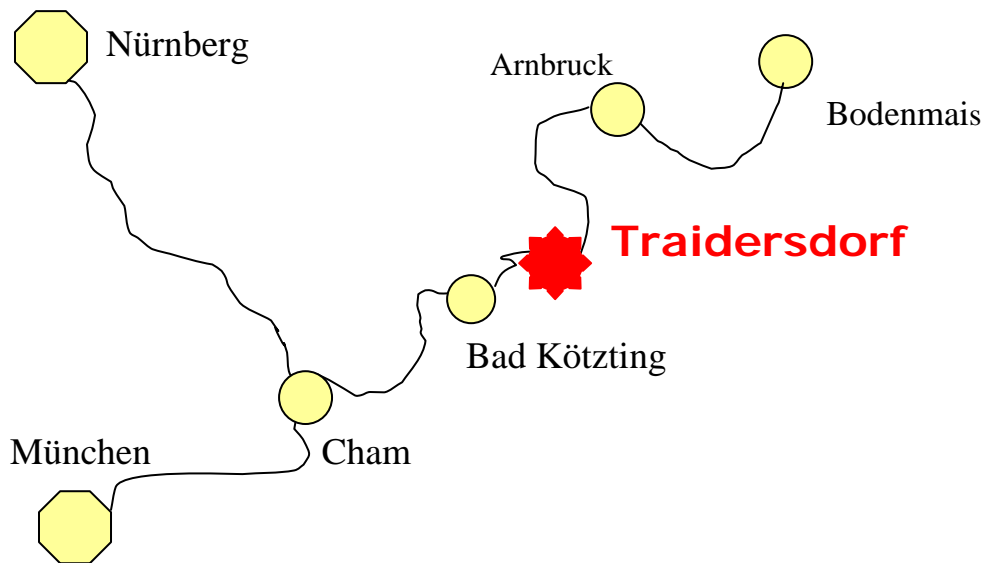 Nürnberg
Arnbruck
Bodenmais
Traidersdorf
Bad Kötzting
München
Cham